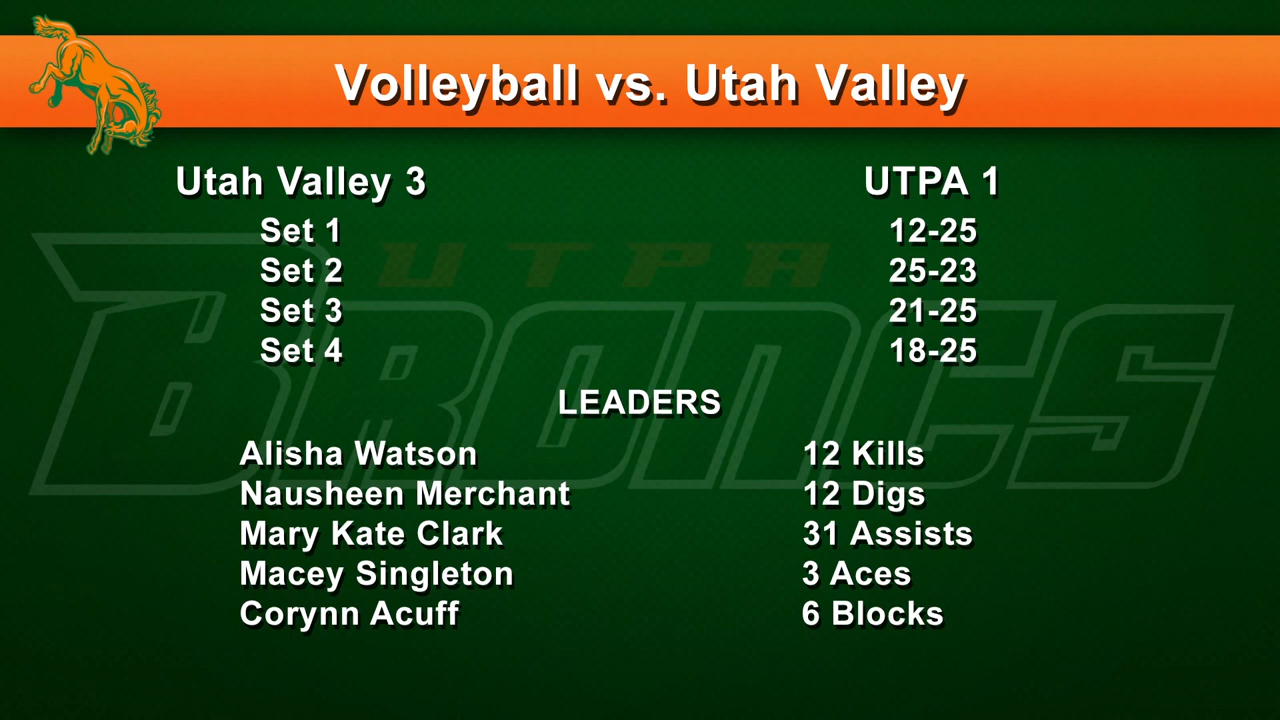 Volleyball vs. Utah Valley
Utah Valley 3 UTPA 1
Set 1 12-25
Set 2 25-23
Set 3 21-25
Set 4 18-25
UTPA
BRONCS
LEADERS
Alisha Watson 12 Kills
Nausheen Merchant 12 Digs
Mary Kate Clark 31 Assists
Macey Singleton 3 Aces
Corynn Acuff 6 Blocks